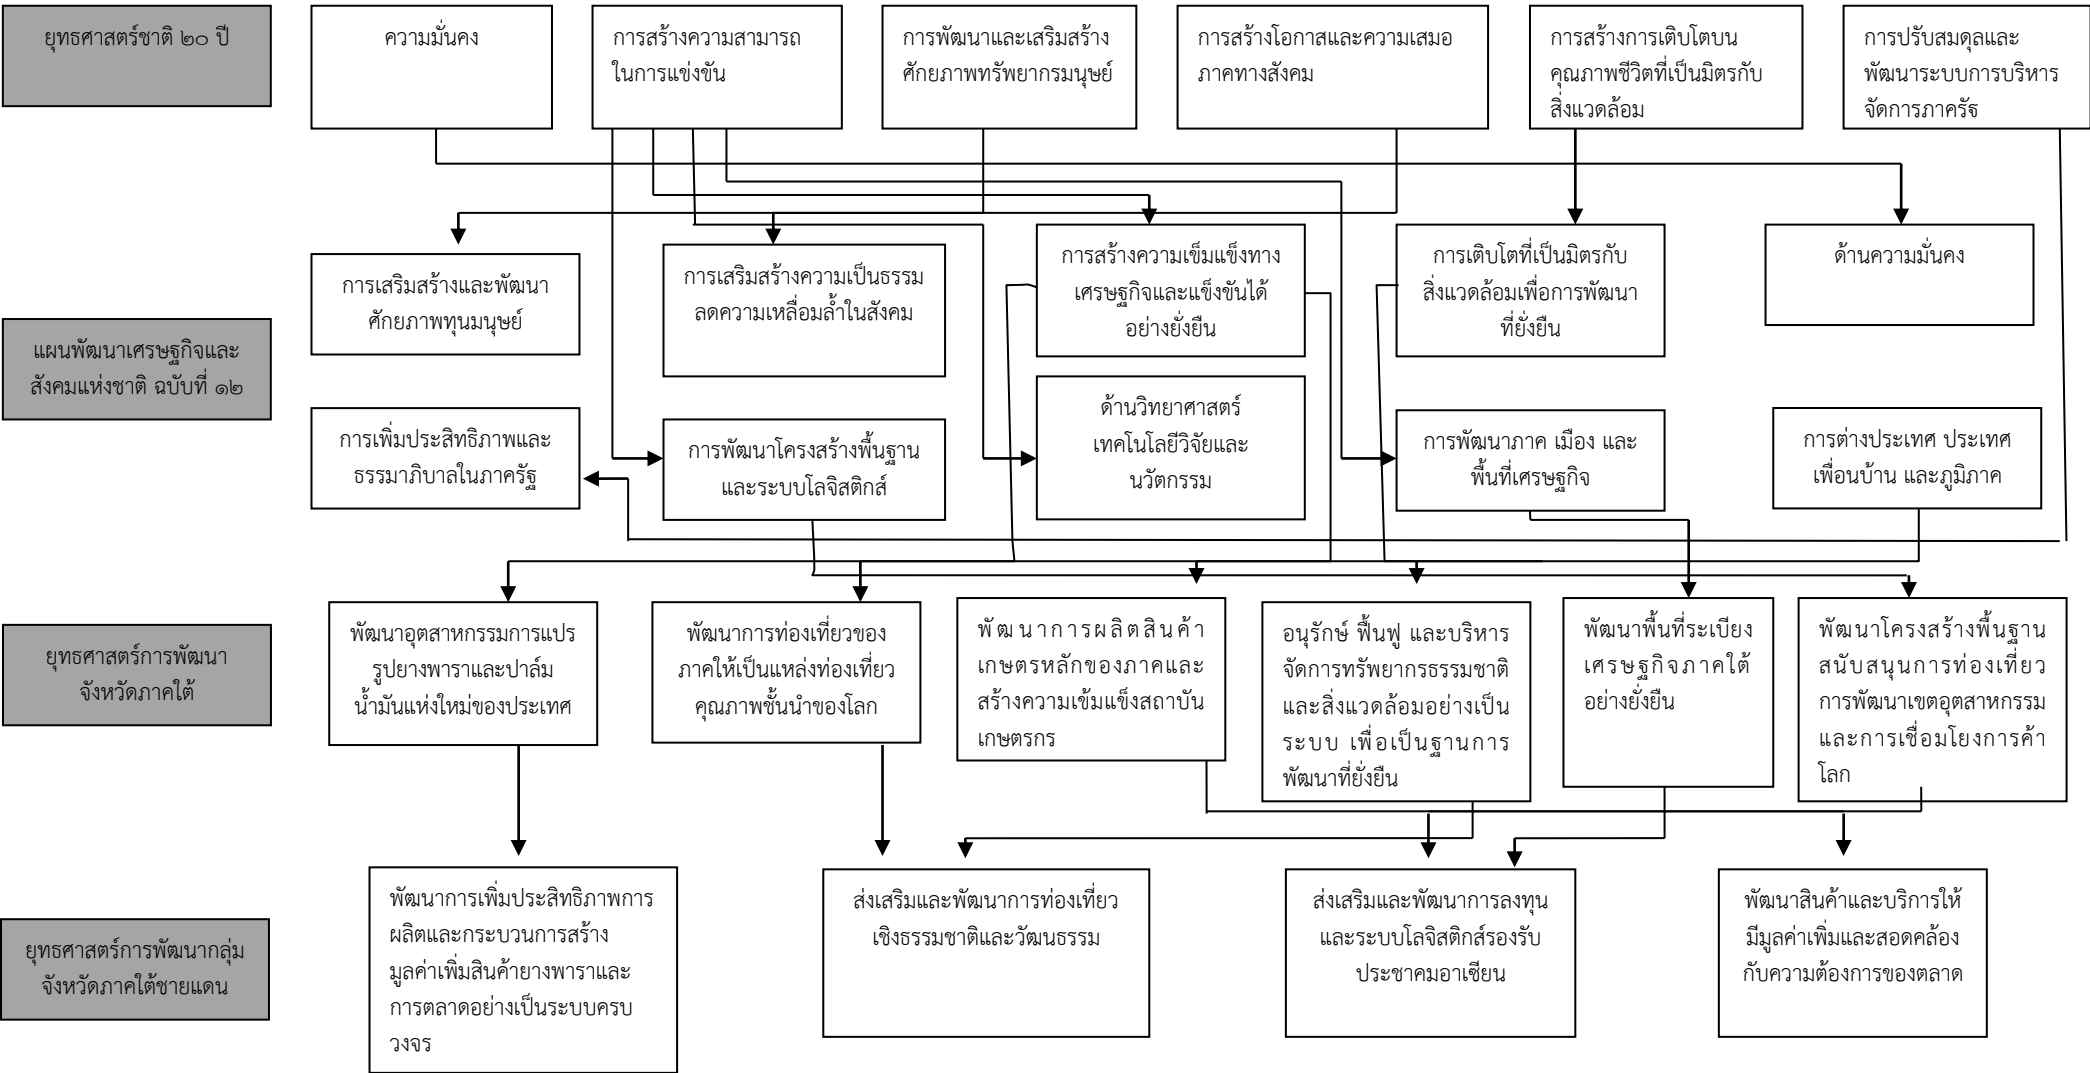 ยุทธศาสตร์ชาติ ๒๐ ปี
ความมั่นคง
การสร้างความสามารถ
ในการแข่งขัน
การพัฒนาและเสริมสร้าง
ศักยภาพทรัพยากรมนุษย์
การสร้างโอกาสและความเสมอ
ภาคทางสังคม
การสร้างการเติบโตบน
คุณภาพชีวิตที่เป็นมิตรกับ
สิ่งแวดล้อม
การปรับสมดุลและ
พัฒนาระบบการบริหาร
จัดการภาครัฐ
แผนพัฒนาเศรษฐกิจและ
สังคมแห่งชาติ ฉบับที่ ๑๒
การเสริมสร้างและพัฒนา
ศักยภาพทุนมนุษย์
การเสริมสร้างความเป็นธรรม
ลดความเหลื่อมล้ำในสังคม
การสร้างความเข็มแข็งทาง
เศรษฐกิจและแข็งขันได้
อย่างยั่งยืน
การเติบโตที่เป็นมิตรกับ
สิ่งแวดล้อมเพื่อการพัฒนา
ที่ยั่งยืน
ด้านความมั่นคง
การเพิ่มประสิทธิภาพและ
ธรรมาภิบาลในภาครัฐ
การพัฒนาโครงสร้างพื้นฐาน
และระบบโลจิสติกส์
ด้านวิทยาศาสตร์
เทคโนโลยีวิจัยและ
นวัตกรรม
การพัฒนาภาค เมือง และ
พื้นที่เศรษฐกิจ
การต่างประเทศ ประเทศ
เพื่อนบ้าน และภูมิภาค
ยุทธศาสตร์การพัฒนา
จังหวัดภาคใต้
พัฒนาอุตสาหกรรมการแปร
รูปยางพาราและปาล์ม
น้ำมันแห่งใหม่ของประเทศ
พัฒนาการท่องเที่ยวของ
ภาคให้เป็นแหล่งท่องเที่ยว
คุณภาพชั้นนำของโลก
พัฒนาการผลิตสินค้า
เกษตรหลักของภาคและ
สร้างความเข้มแข็งสถาบัน
เกษตรกร
อนุรักษ์ ฟื้นฟู และบริหาร
จัดการทรัพยากรธรรมชาติ
และสิ่งแวดล้อมอย่างเป็น
ระบบ เพื่อเป็นฐานการ
พัฒนาที่ยั่งยืน
พัฒนาพื้นที่ระเบียง
เศรษฐกิจภาคใต้
อย่างยั่งยืน
พัฒนาโครงสร้างพื้นฐาน
สนับสนุนการท่องเที่ยว
การพัฒนาเขตอุตสาหกรรม
และการเชื่อมโยงการค้า
โลก
ยุทธศาสตร์การพัฒนากลุ่ม
จังหวัดภาคใต้ชายแดน
พัฒนาการเพิ่มประสิทธิภาพการ
ผลิตและกระบวนการสร้าง
มูลค่าเพิ่มสินค้ายางพาราและ
การตลาดอย่างเป็นระบบครบ
วงจร
ส่งเสริมและพัฒนาการท่องเที่ยว
เชิงธรรมชาติและวัฒนธรรม
ส่งเสริมและพัฒนาการลงทุน
และระบบโลจิสติกส์รองรับ
ประชาคมอาเซียน
พัฒนาสินค้าและบริการให้
มีมูลค่าเพิ่มและสอดคล้อง
กับความต้องการของตลาด